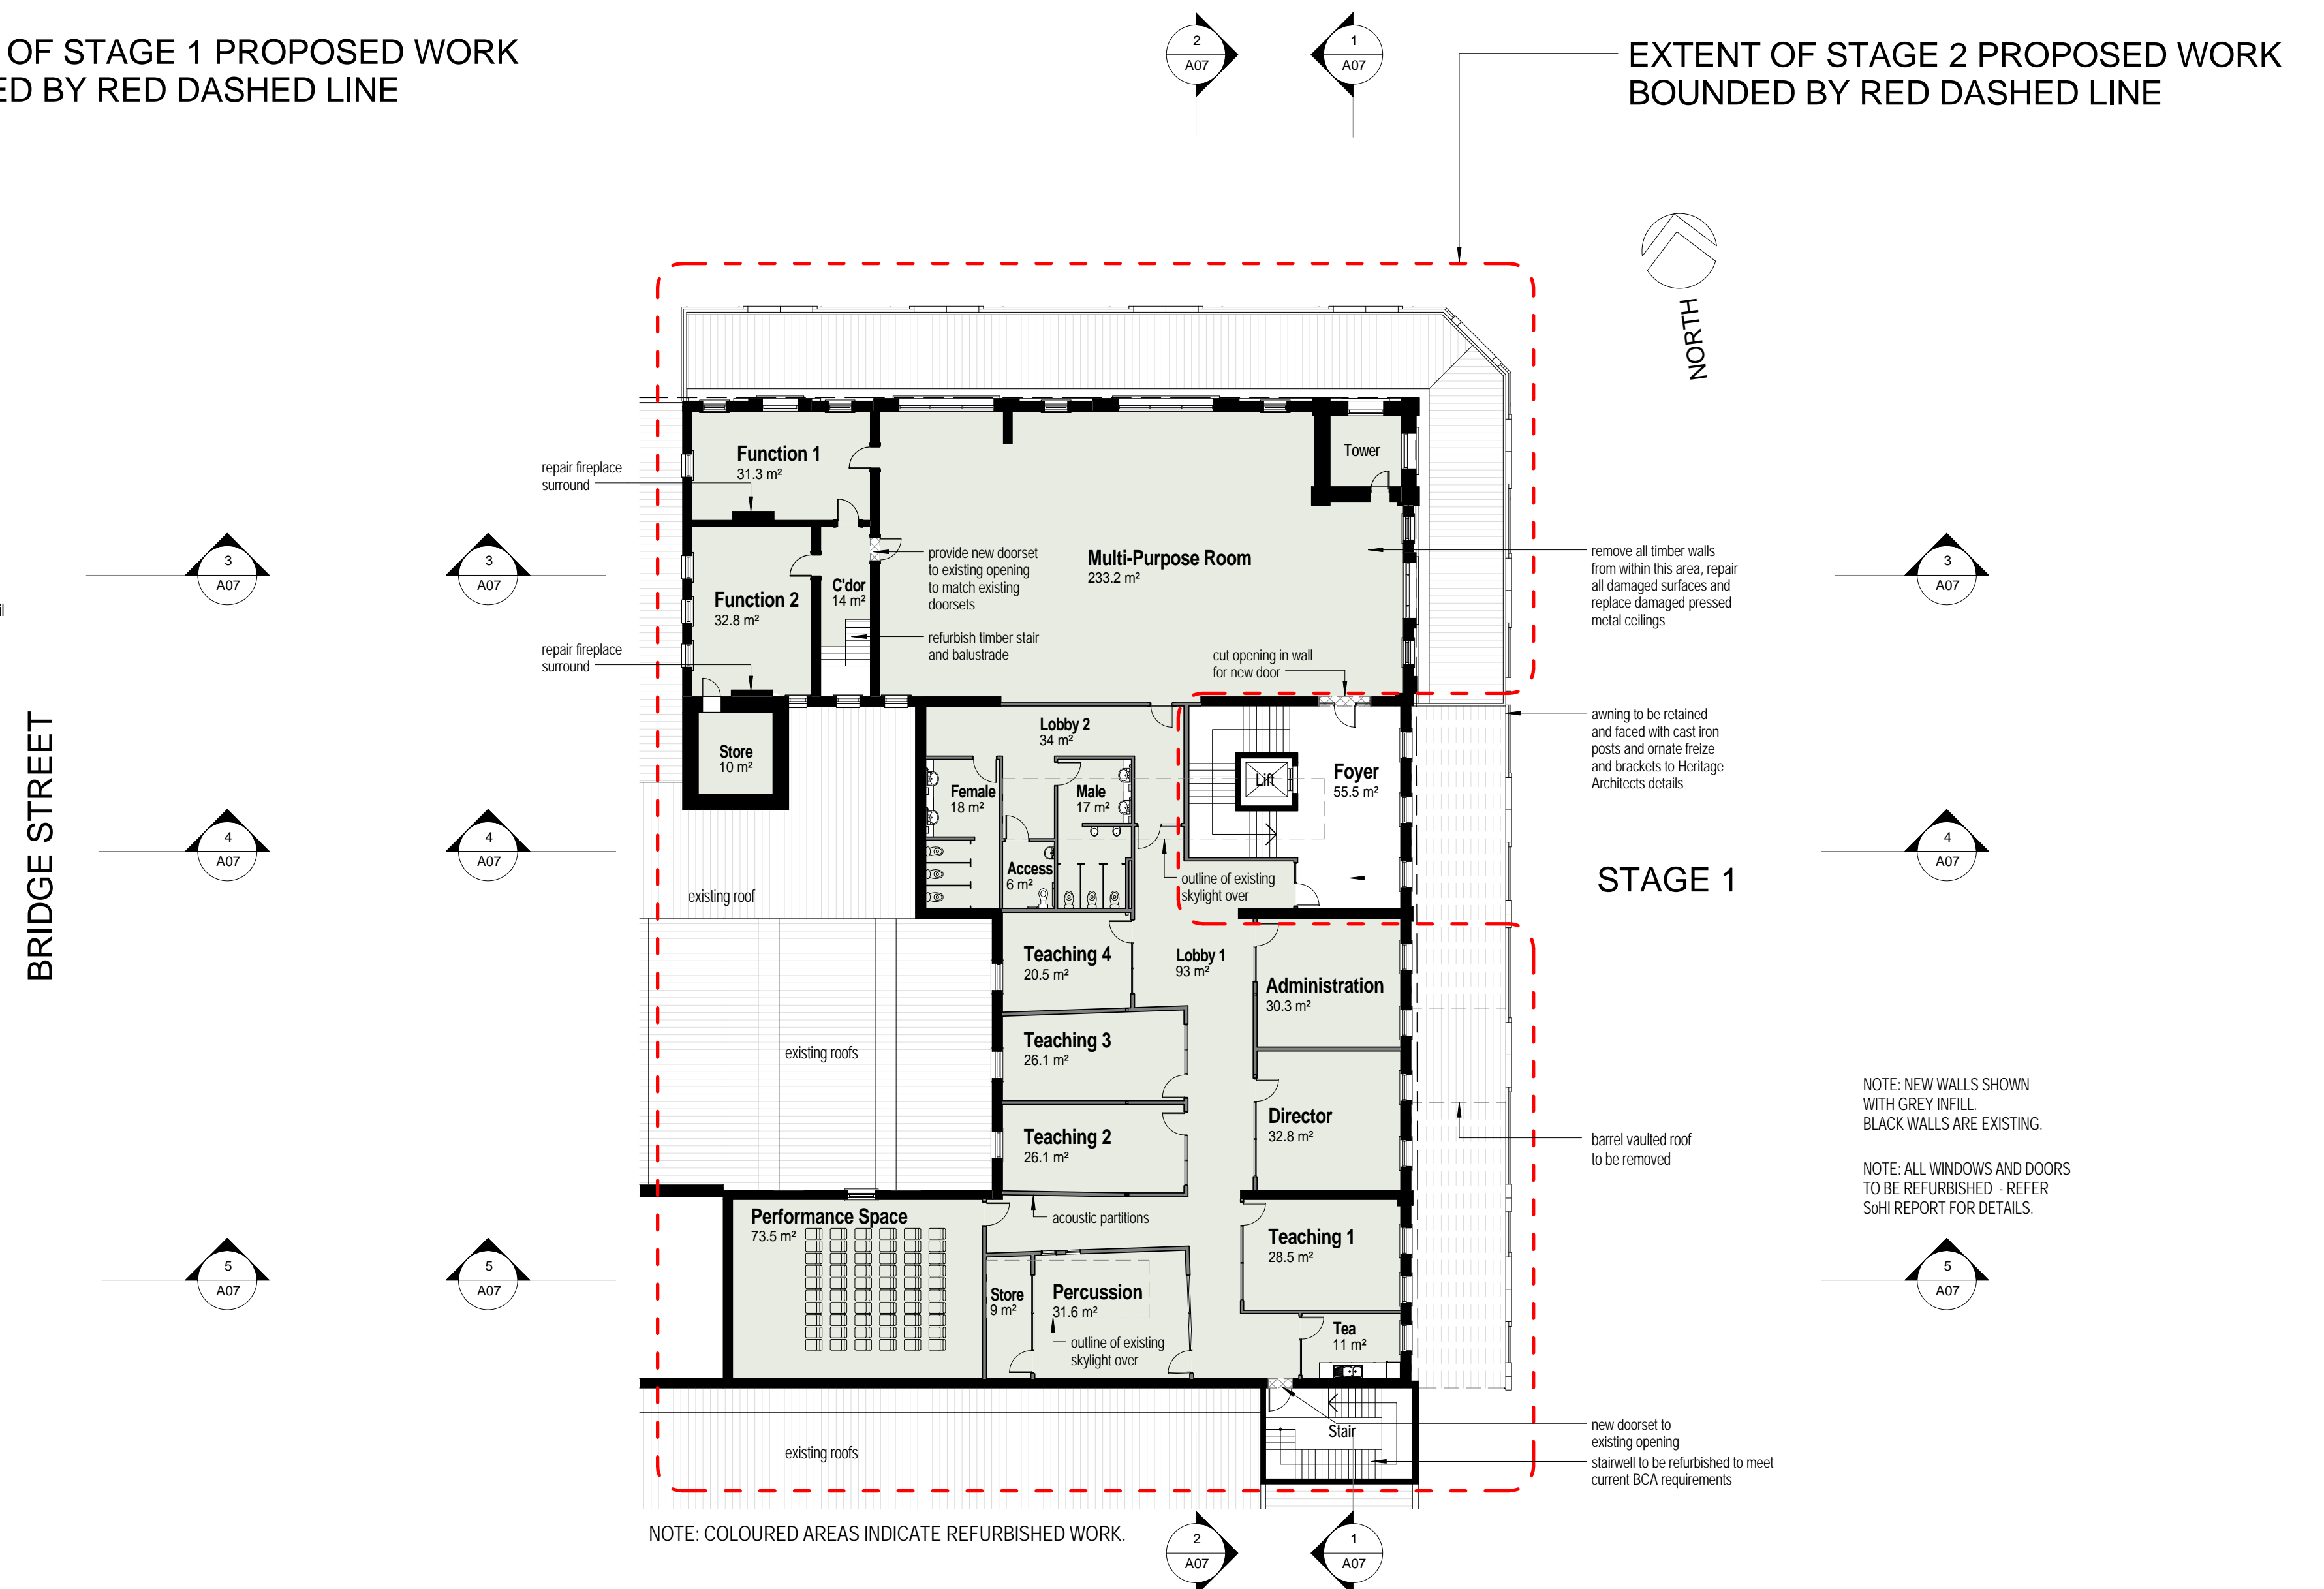 OF STAGE 1 PROPOSED WORK
BY RED DASHED LINE
2
A07
1
A07
EXTENT OF STAGE 2 PROPOSED WORK
BOUNDED BY RED DASHED LINE
NORTH
repair fireplace
surround
Function 1
31.3 m²
Tower
3
A07
3
A07
provide new doorset
to existing opening
to match existing
doorsets
Multi-Purpose Room
233.2 m²
remove all timber walls
from within this area, repair
all damaged surfaces and
replace damaged pressed
metal ceilings
3
A07
Function 2
32.8 m²
C'dor
14 m²
refurbish timber stair
and balustrade
repair fireplace
surround
cut opening in wall
for new door
BRIDGE STREET
Store
10 m²
Lobby 2
34 m²
awning to be retained
and faced with cast iron
posts and ornate freize
and brackets to Heritage
Architects details
Female
18 m²
Male
17 m²
Lift
Foyer
55.5 m²
4
A07
4
A07
4
A07
existing roof
Access
6 m²
outline of existing
skylight over
STAGE 1
Teaching 4
20.5 m²
Lobby 1
93 m²
Administration
30.3 m²
existing roofs
Teaching 3
26.1 m²
Director
32.8 m²
Teaching 2
26.1 m²
barrel vaulted roof
to be removed
NOTE: NEW WALLS SHOWN
WITH GREY INFILL.
BLACK WALLS ARE EXISTING.
NOTE: ALL WINDOWS AND DOORS
TO BE REFURBISHED - REFER
SoHI REPORT FOR DETAILS.
Performance Space
73.5 m²
acoustic partitions
Teaching 1
28.5 m²
5
A07
5
A07
5
A07
Store
9 m²
Percussion
31.6 m²
outline of existing
skylight over
Tea
11 m²
existing roofs
Stair
new doorset to
existing opening
stairwell to be refurbished to meet
current BCA requirements
NOTE: COLOURED AREAS INDICATE REFURBISHED WORK.
2
A07
1
A07